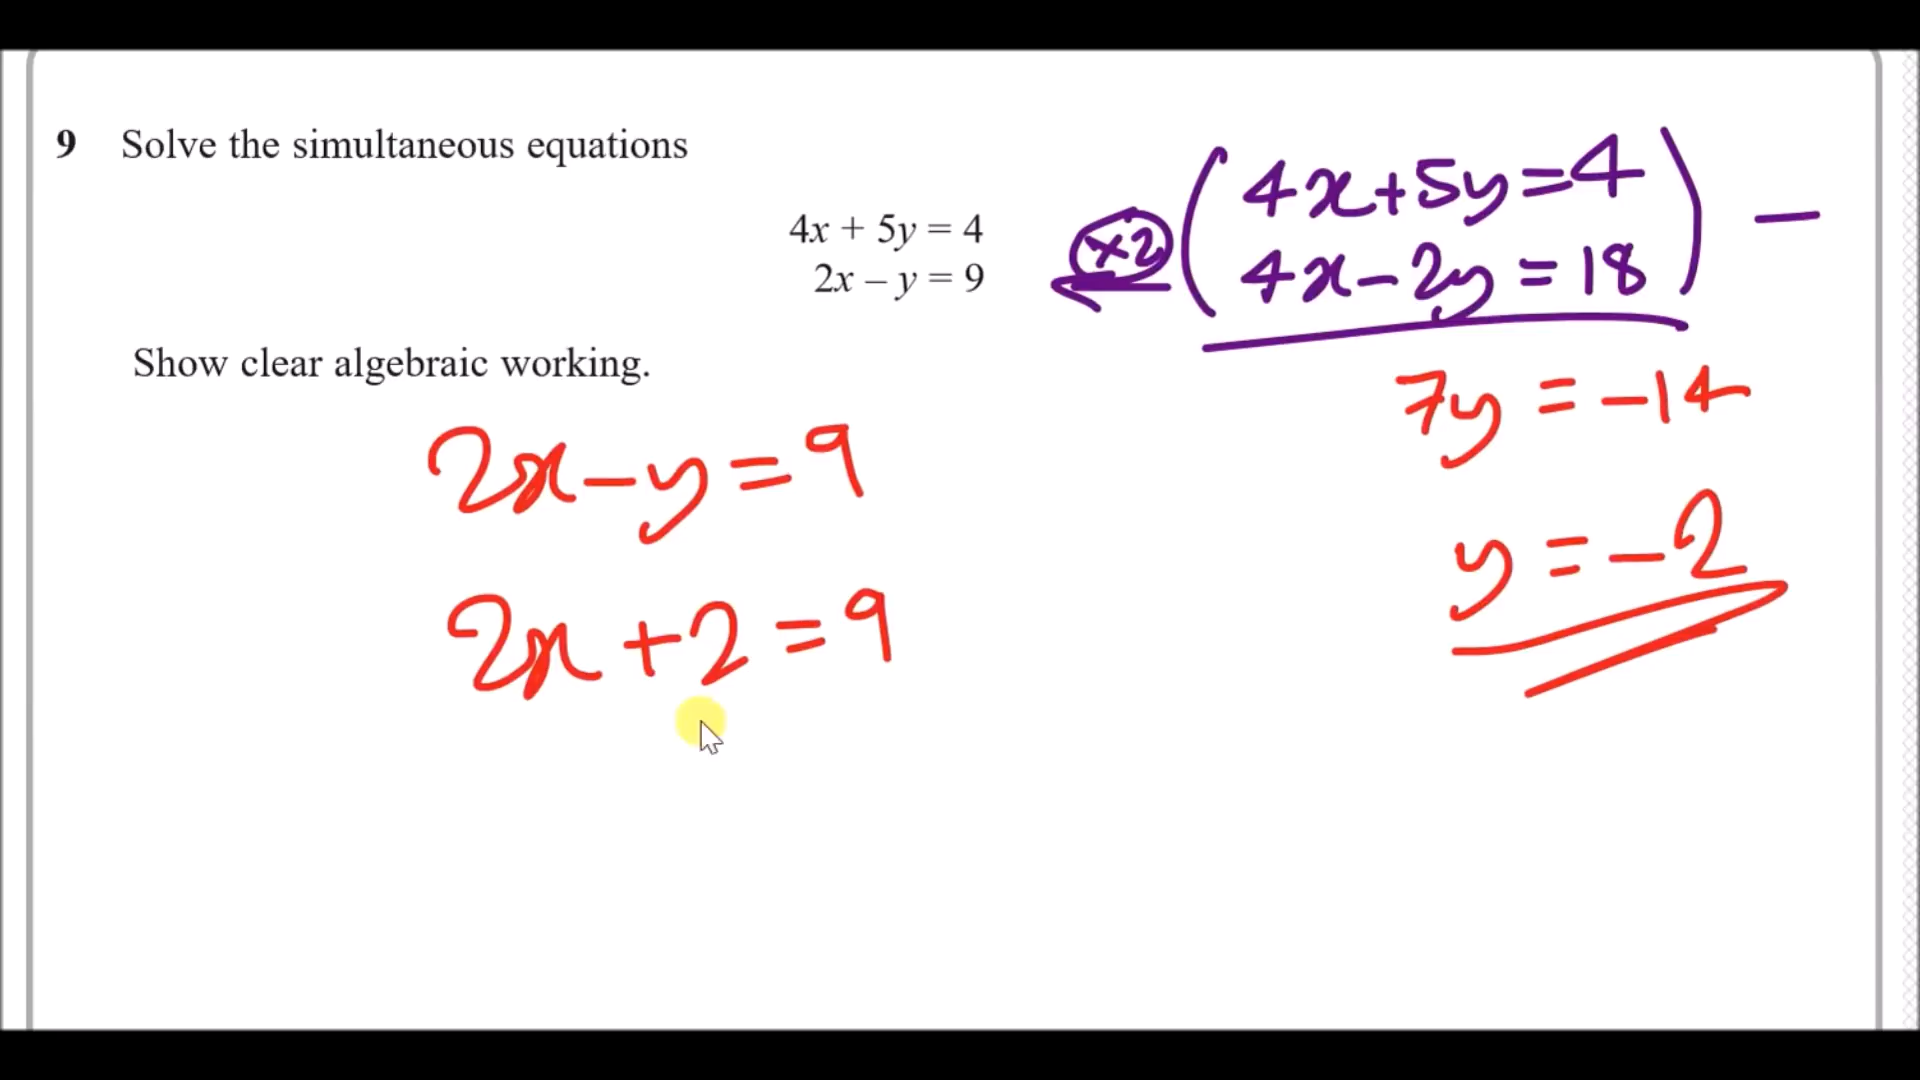 9 Solve the simultaneous equations
4x + 5y = 4
2x – y = 9
Show clear algebraic working.
4x+5y=4
–
×2
4x–2y=18
7y=–14
y=–2
2x–y=9
2x+2=9